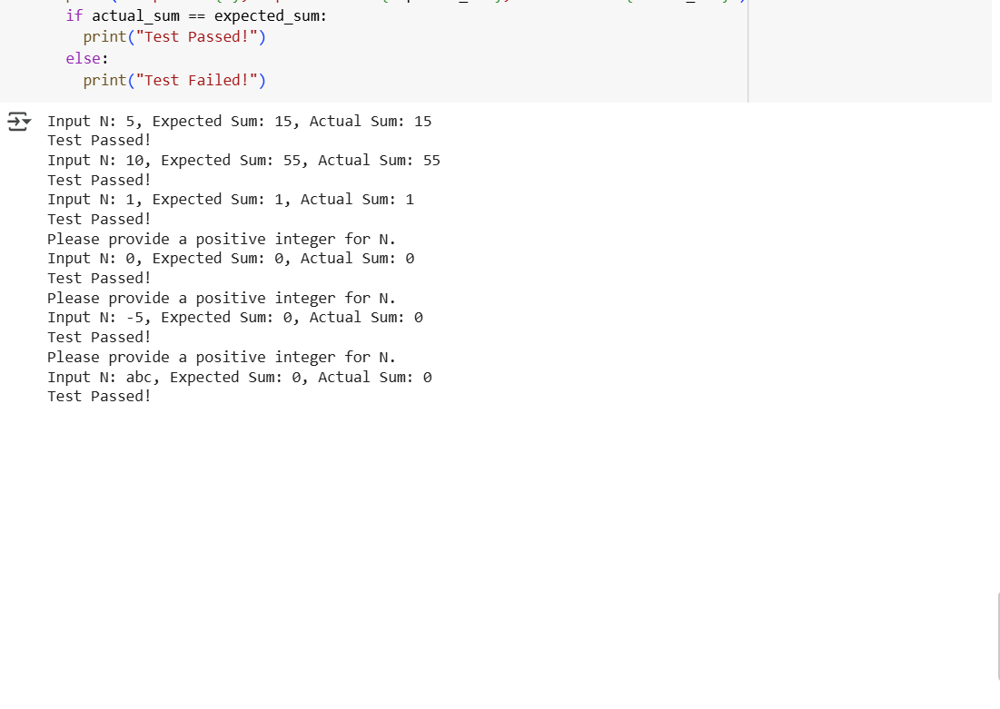 if actual_sum == expected_sum:
print("Test Passed!")
else:
print("Test Failed!")
Input N: 5, Expected Sum: 15, Actual Sum: 15
Test Passed!
Input N: 10, Expected Sum: 55, Actual Sum: 55
Test Passed!
Input N: 1, Expected Sum: 1, Actual Sum: 1
Test Passed!
Please provide a positive integer for N.
Input N: 0, Expected Sum: 0, Actual Sum: 0
Test Passed!
Please provide a positive integer for N.
Input N: -5, Expected Sum: 0, Actual Sum: 0
Test Passed!
Please provide a positive integer for N.
Input N: abc, Expected Sum: 0, Actual Sum: 0
Test Passed!